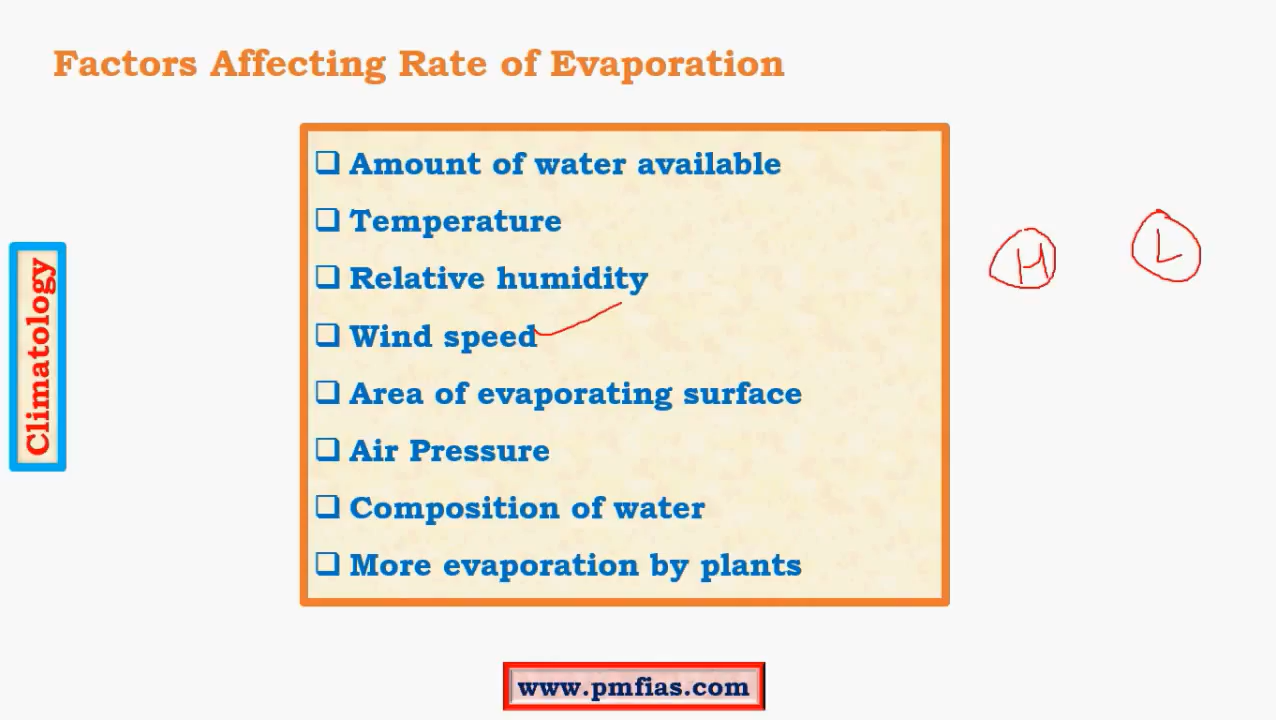 Factors Affecting Rate of Evaporation
❑ Amount of water available
❑ Temperature
❑ Relative humidity
❑ Wind speed
❑ Area of evaporating surface
❑ Air Pressure
❑ Composition of water
❑ More evaporation by plants
Climatology
H
L
www.pmfias.com